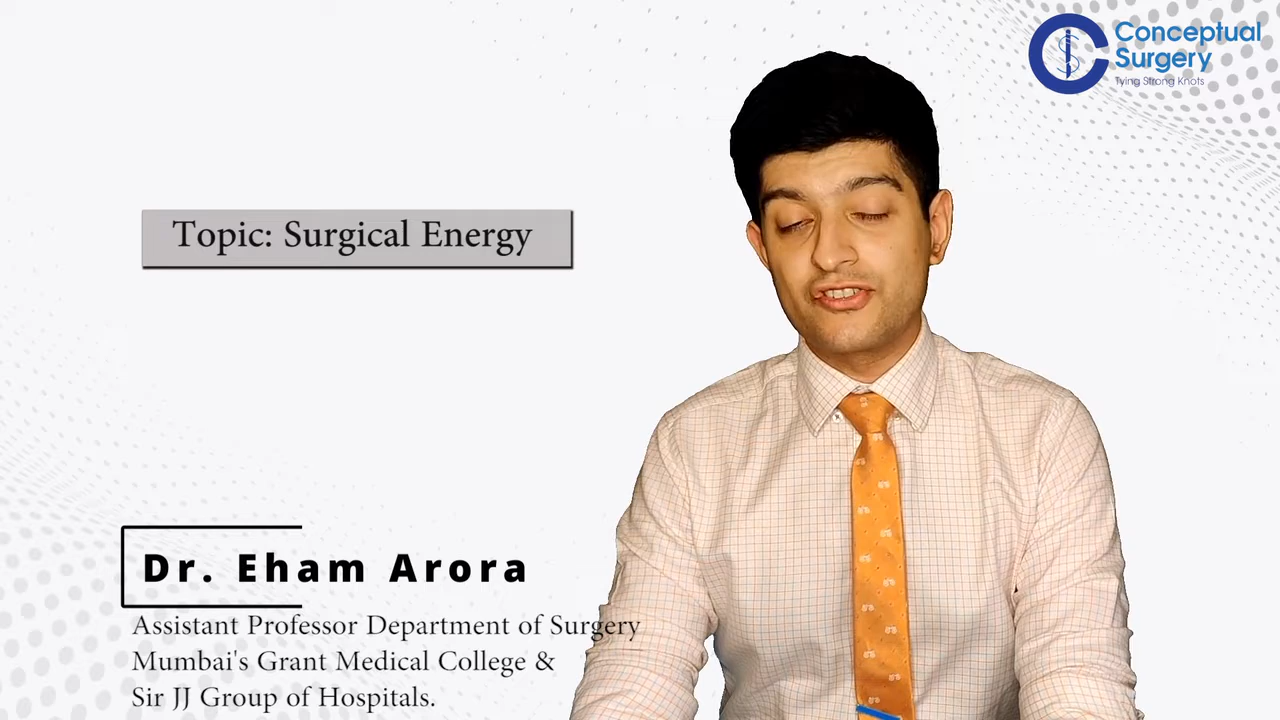 Conceptual
Surgery
Tying Strong Knots
Topic: Surgical Energy
Dr. Eham Arora
Assistant Professor Department of Surgery
Mumbai's Grant Medical College &
Sir JJ Group of Hospitals.